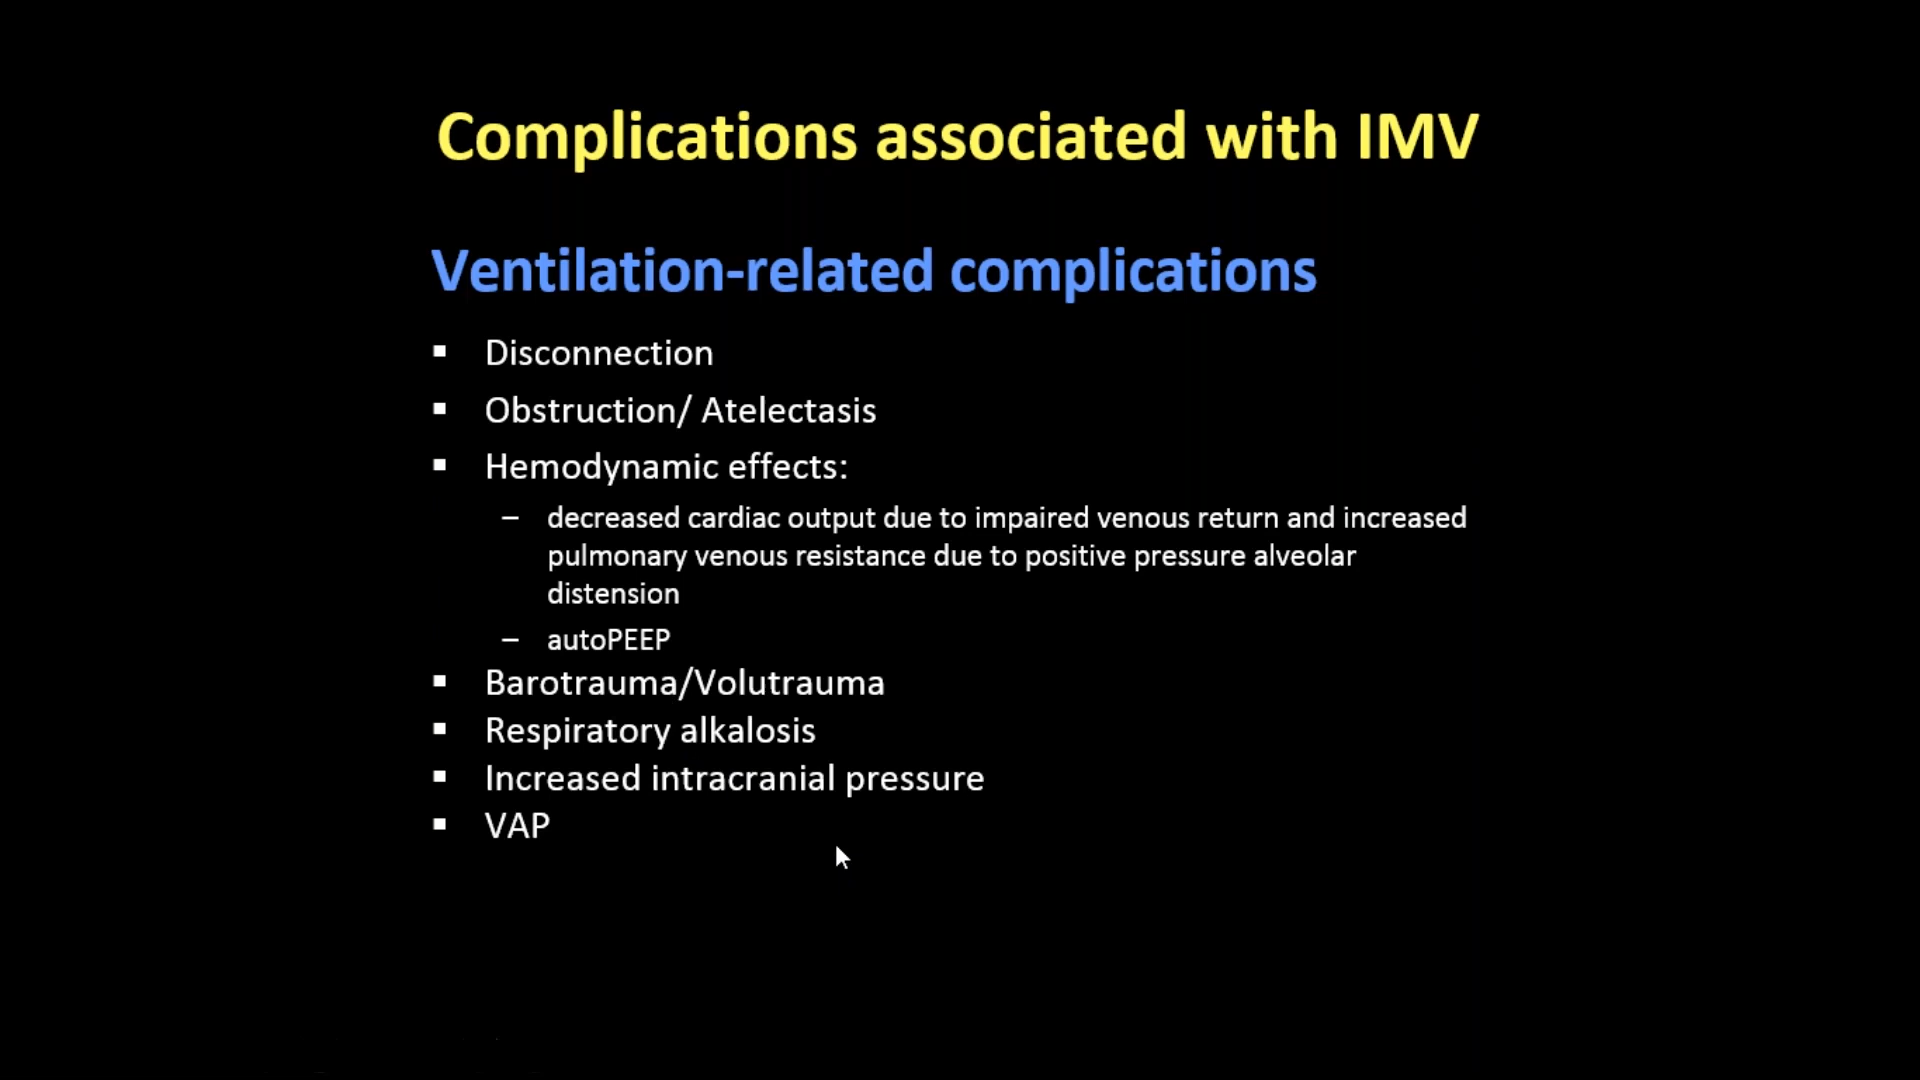 Complications associated with IMV
Ventilation-related complications
▪ Disconnection
▪ Obstruction/ Atelectasis
▪ Hemodynamic effects:
– decreased cardiac output due to impaired venous return and increased
pulmonary venous resistance due to positive pressure alveolar
distension
– autoPEEP
▪ Barotrauma/Volutrauma
▪ Respiratory alkalosis
▪ Increased intracranial pressure
▪ VAP